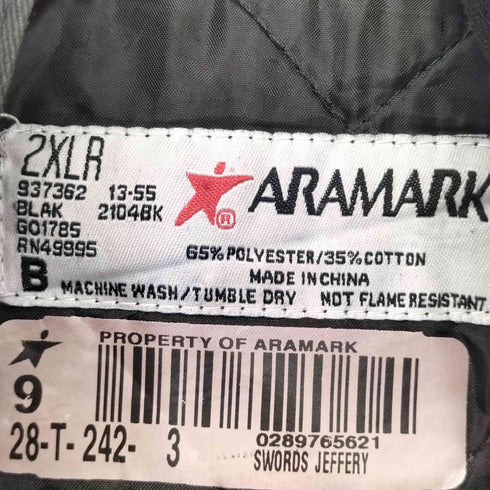 2XLR
937362 13-55
BLAK 2104BK
G01785
RN49995
B
ARAMARK
®
65% POLYESTER/35% COTTON
MADE IN CHINA
MACHINE WASH/TUMBLE DRY NOT FLAME RESISTANT
PROPERTY OF ARAMARK
9
28-T-242- 3
0289765621
SWORDS JEFFERY